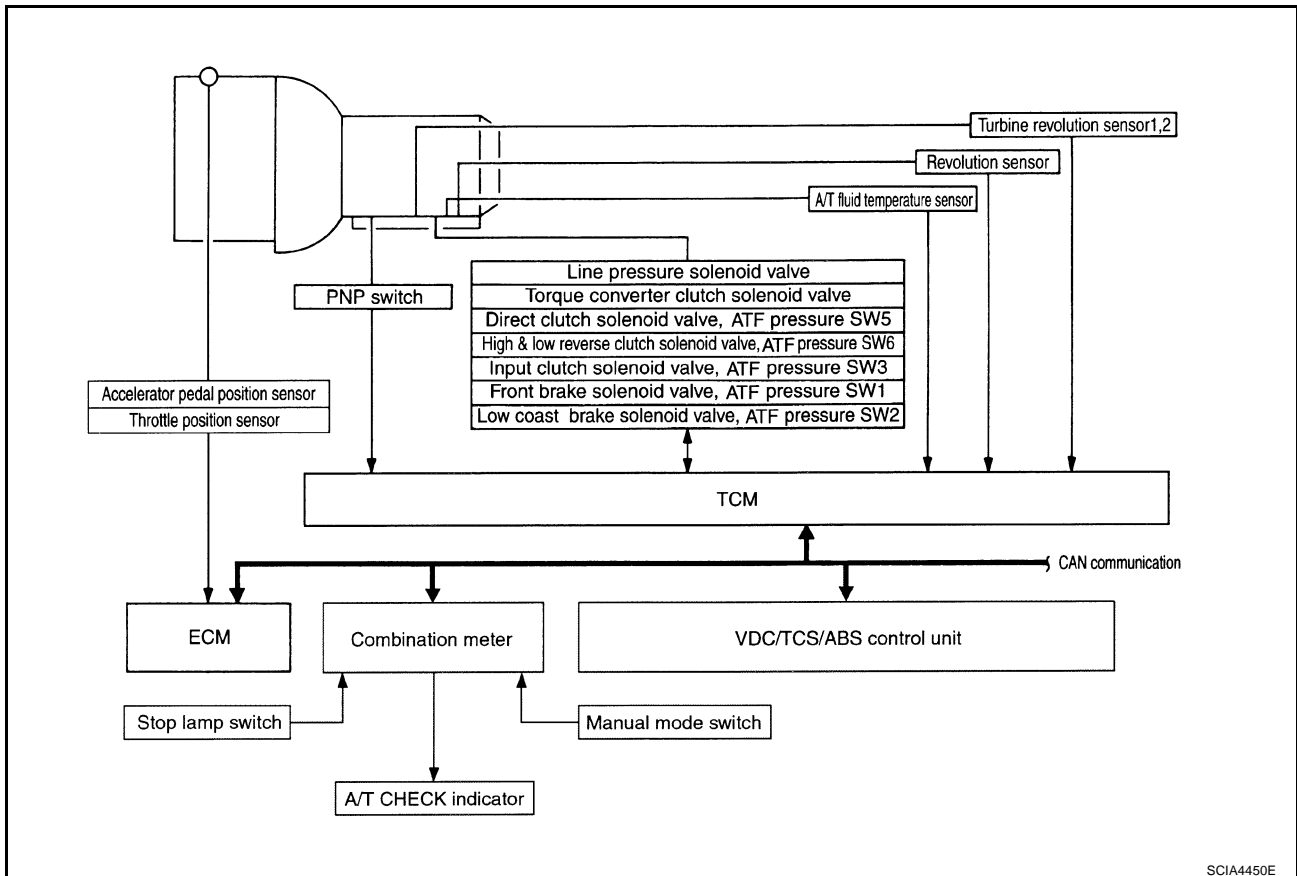 Turbine revolution sensor1,2
Revolution sensor
A/T fluid temperature sensor
Line pressure solenoid valve
PNP switch
Torque converter clutch solenoid valve
Direct clutch solenoid valve, ATF pressure SW5
High & low reverse clutch solenoid valve, ATF pressure SW6
Input clutch solenoid valve, ATF pressure SW3
Front brake solenoid valve, ATF pressure SW1
Low coast brake solenoid valve, ATF pressure SW2
Accelerator pedal position sensor
Throttle position sensor
TCM
CAN communication
ECM
Combination meter
VDC/TCS/ABS control unit
Stop lamp switch
Manual mode switch
A/T CHECK indicator
SCIA4450E